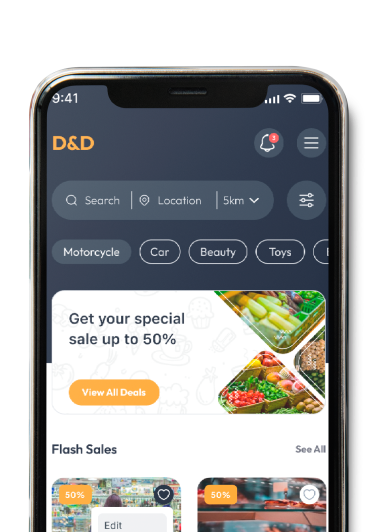 9:41
D&D
3
Search Location 5km
Motorcycle Car Beauty Toys
Get your special
sale up to 50%
View All Deals
Flash Sales See All
50% 50%
Edit